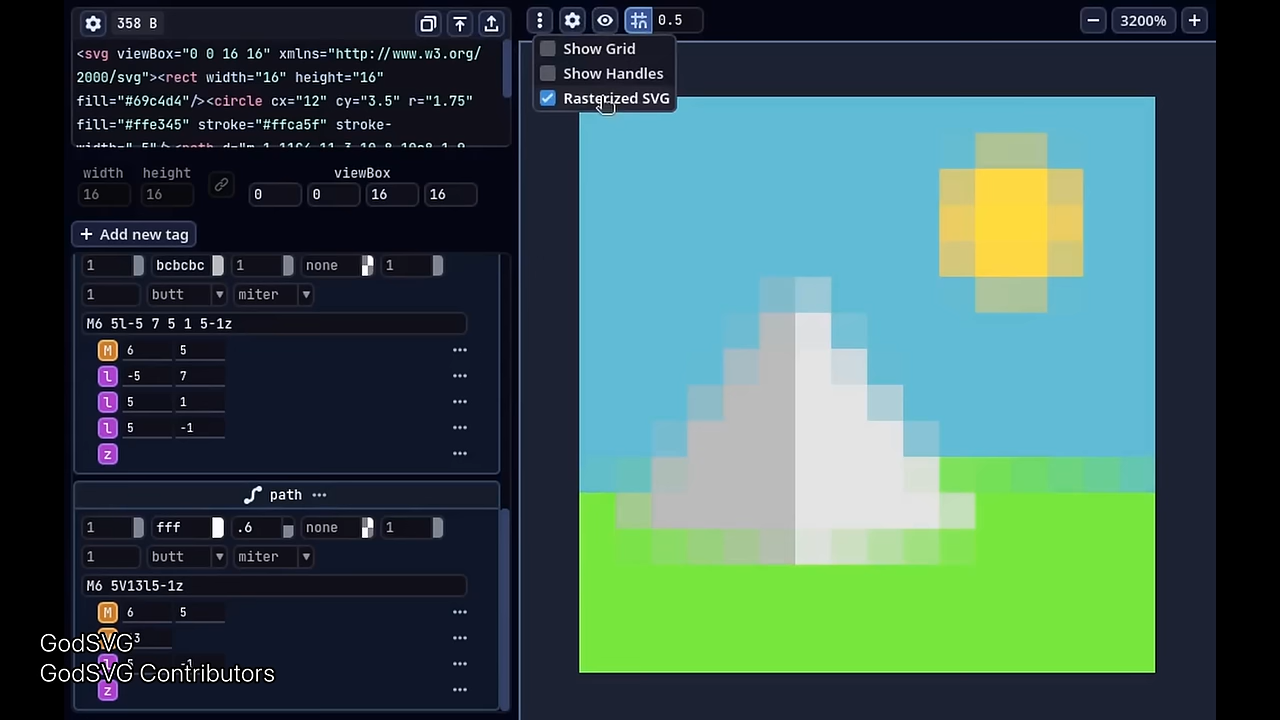 358 B
<svg viewBox="0 0 16 16" xmlns="http://www.w3.org/
2000/svg"><rect width="16" height="16"
fill="#69c4d4"/><circle cx="12" cy="3.5" r="1.75"
fill="#ffe345" stroke="#ffca5f" stroke-
width height viewBox
16 16 0 0 16 16
+ Add new tag
1 bcbcbc 1 none 1
1 butt miter
M6 5l-5 7 5 1 5-1z
M 6 5
l -5 7
l 5 1
l 5 -1
z
path
1 fff .6 none 1
1 butt miter
M6 5V13l5-1z
M 6 5
3
l 5 -1
z
GodSVG
GodSVG Contributors
0.5
3200%
Show Grid
Show Handles
Rasterized SVG